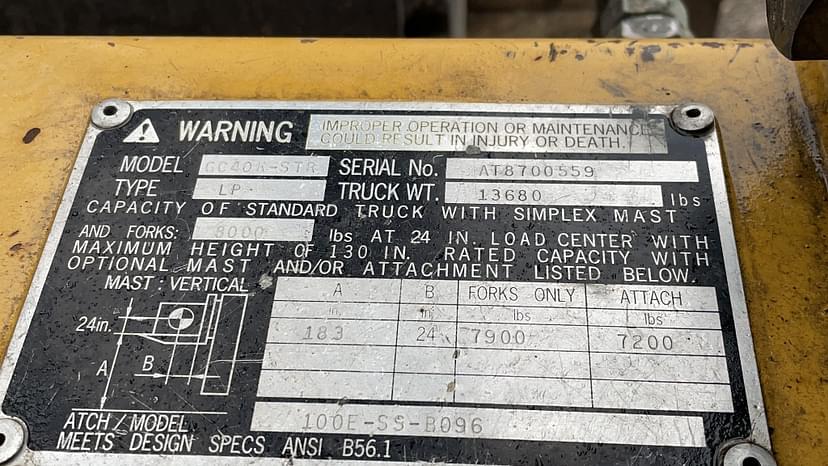 WARNING IMPROPER OPERATION OR MAINTENANCE
COULD RESULT IN INJURY OR DEATH.
MODEL GC40K-STR SERIAL No. AT8700559
TYPE LP TRUCK WT. 13680 lbs
CAPACITY OF STANDARD TRUCK WITH SIMPLEX MAST
AND FORKS: 8000 lbs AT 24 IN. LOAD CENTER WITH
MAXIMUM HEIGHT OF 130 IN. RATED CAPACITY WITH
OPTIONAL MAST AND/OR ATTACHMENT LISTED BELOW.
MAST : VERTICAL
A B FORKS ONLY ATTACH
in. in. lbs lbs
24in. 183 24 7900 7200
B
A
ATCH / MODEL 100E-SS-B096
MEETS DESIGN SPECS ANSI B56.1